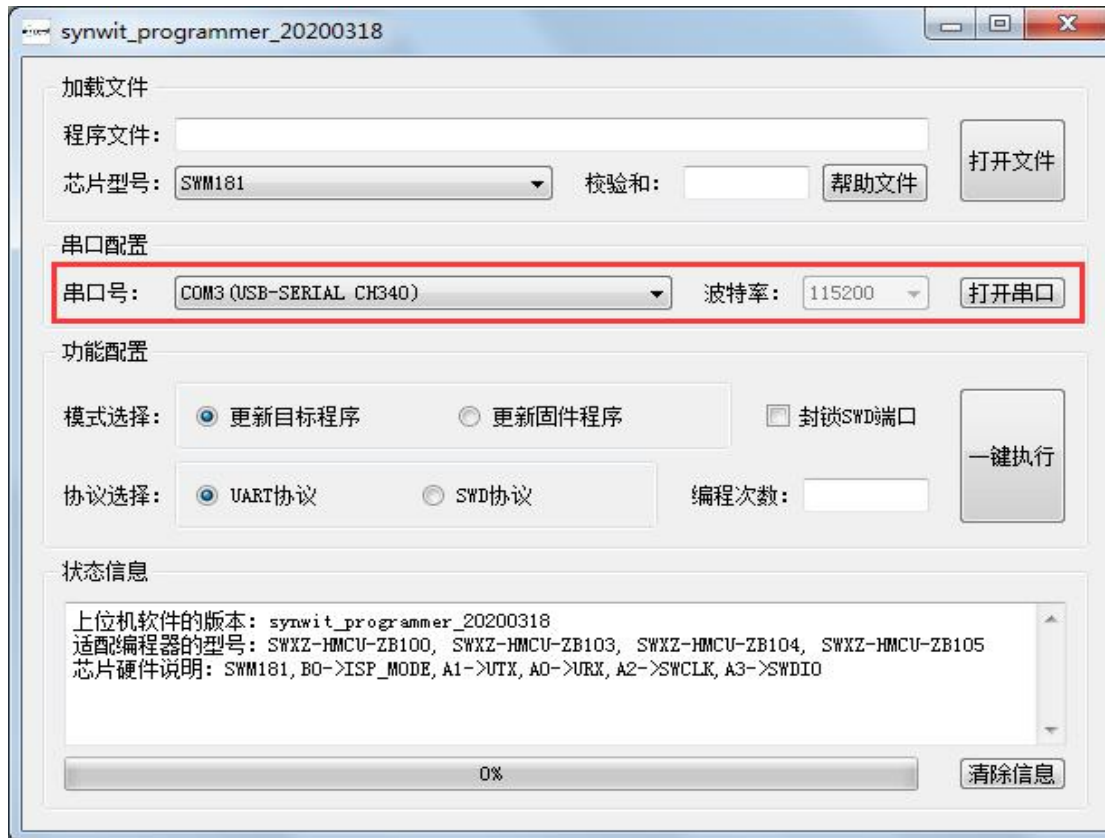 synwit_programmer_20200318
加载文件
程序文件:
打开文件
芯片型号: SWM181 校验和: 帮助文件
串口配置
串口号: COM3(USB-SERIAL CH340) 波特率: 115200 打开串口
功能配置
模式选择: 更新目标程序 更新固件程序 封锁SWD端口
一键执行
协议选择: UART协议 SWD协议 编程次数:
状态信息
上位机软件的版本: synwit_programmer_20200318
适配编程器的型号: SWXZ-HMCU-ZB100, SWXZ-HMCU-ZB103, SWXZ-HMCU-ZB104, SWXZ-HMCU-ZB105
芯片硬件说明: SWM181,B0->ISP_MODE,A1->UTX,A0->URX,A2->SWCLK,A3->SWDIO
0% 清除信息